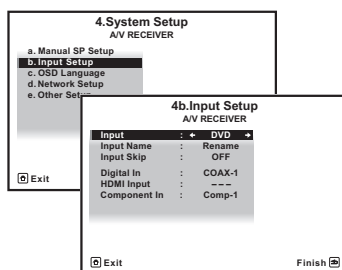 4.System Setup
A/V RECEIVER
a. Manual SP Setup
b. Input Setup
c. OSD Language
d. Network Setup
e. Other Setup
Exit
4b.Input Setup
A/V RECEIVER
Input : DVD
Input Name : Rename
Input Skip : OFF
Digital In : COAX-1
HDMI Input : – – –
Component In : Comp-1
Exit
Finish